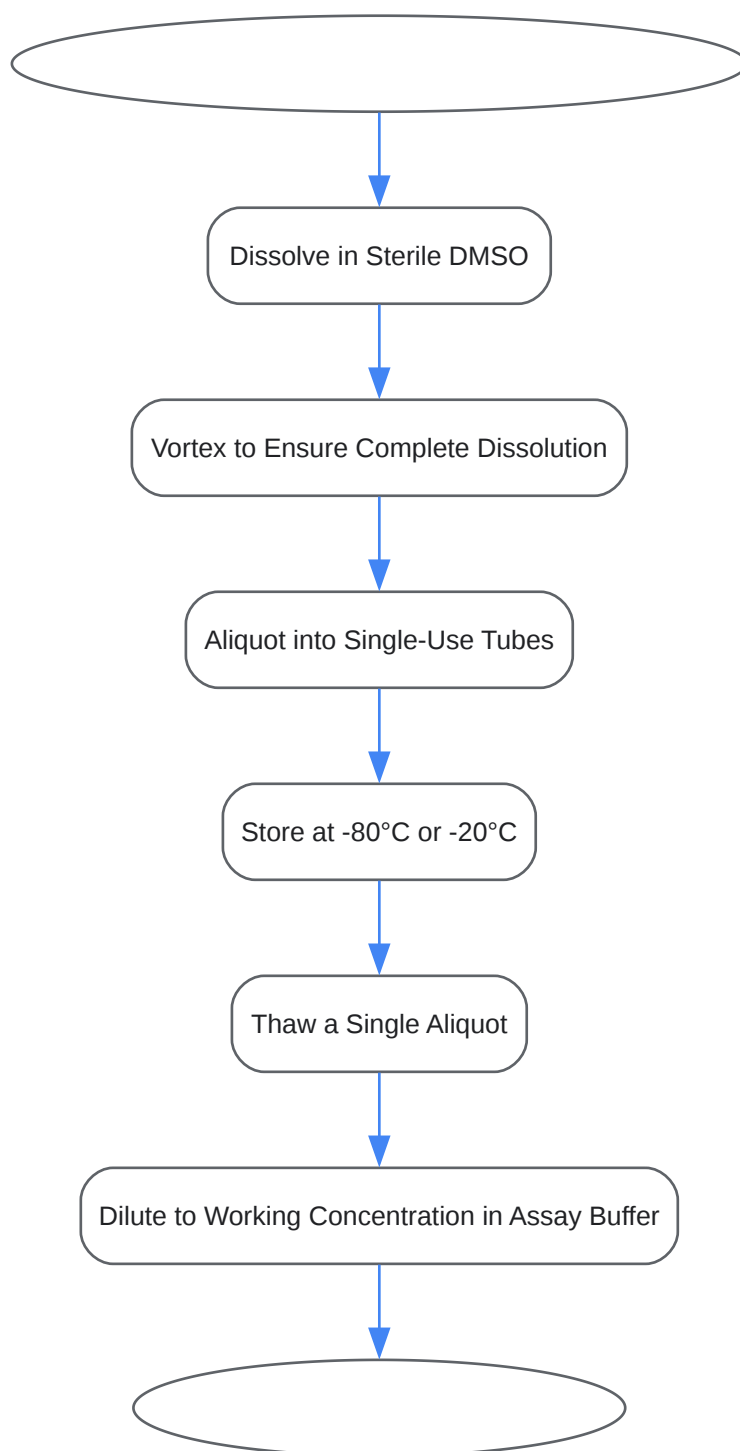 Dissolve in Sterile DMSO
Vortex to Ensure Complete Dissolution
Aliquot into Single-Use Tubes
Store at -80°C or -20°C
Thaw a Single Aliquot
Dilute to Working Concentration in Assay Buffer